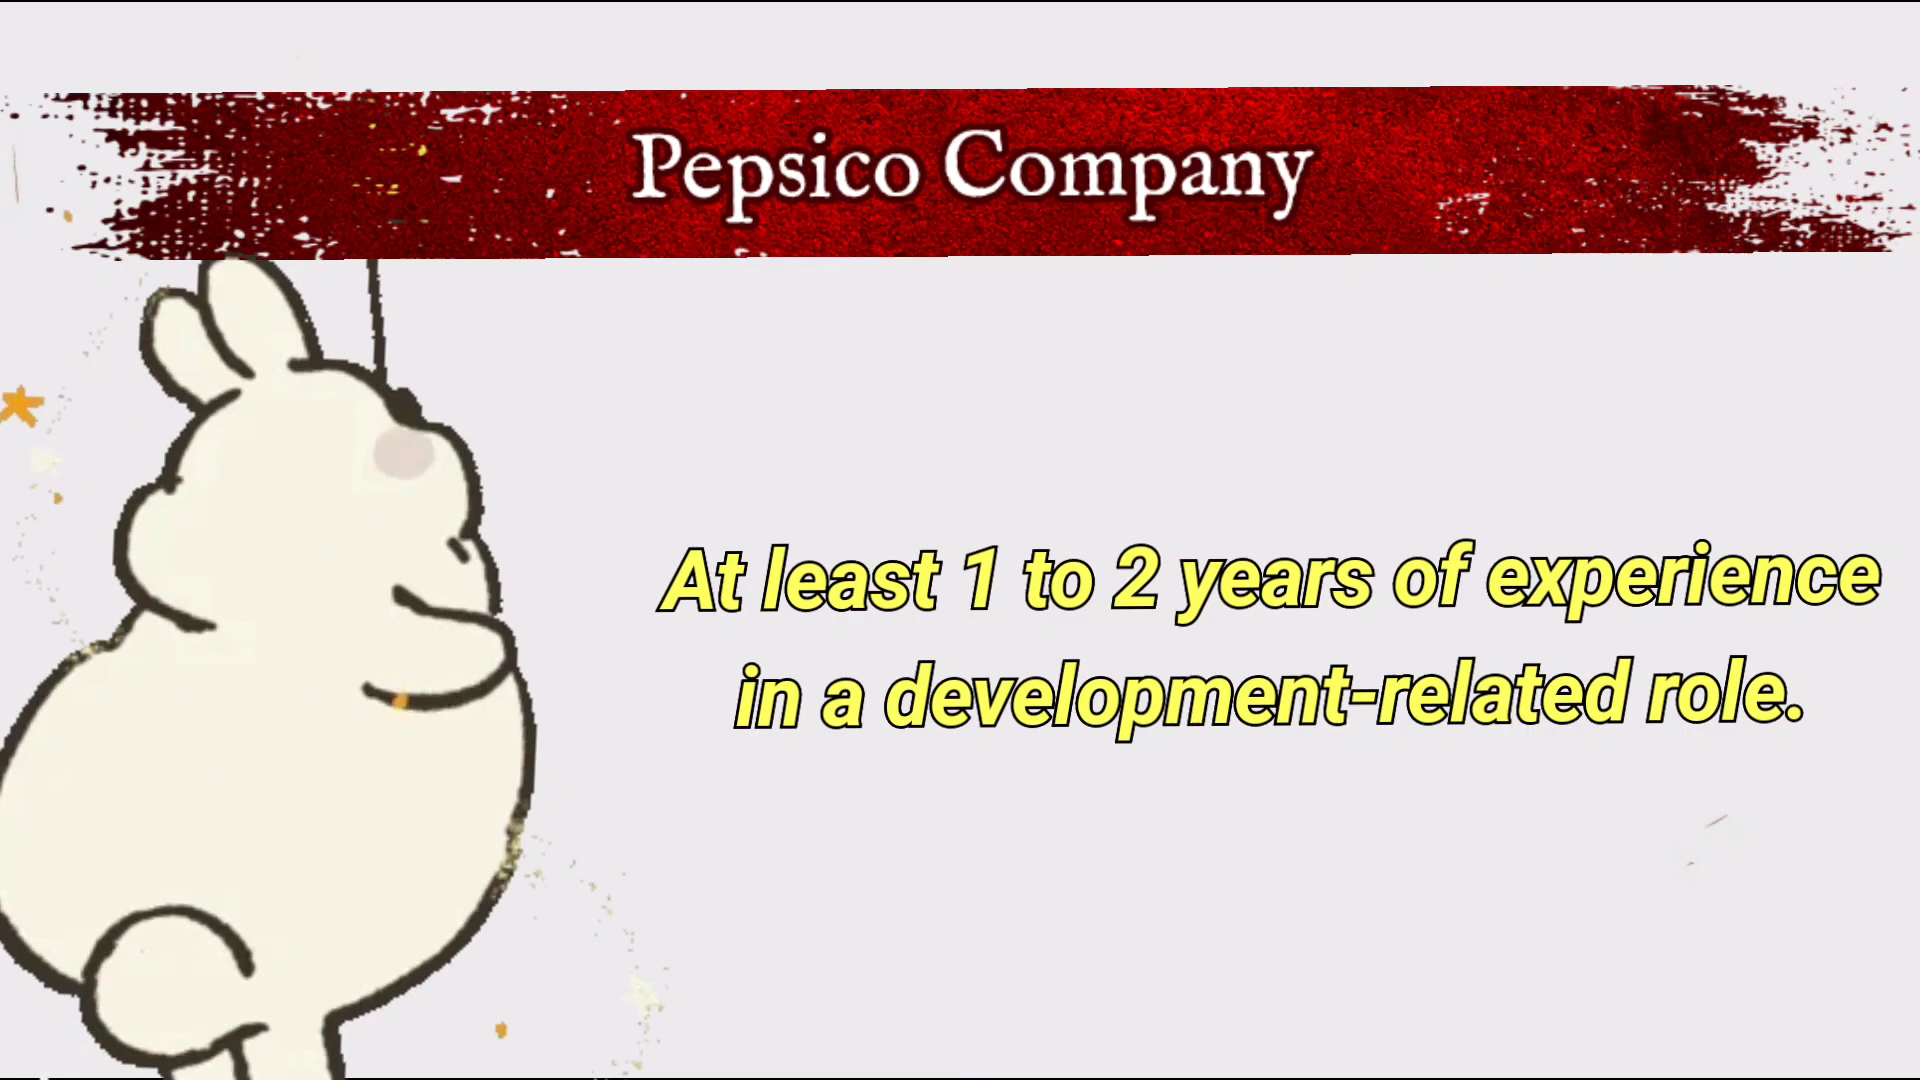 Pepsico Company
At least 1 to 2 years of experience
in a development-related role.